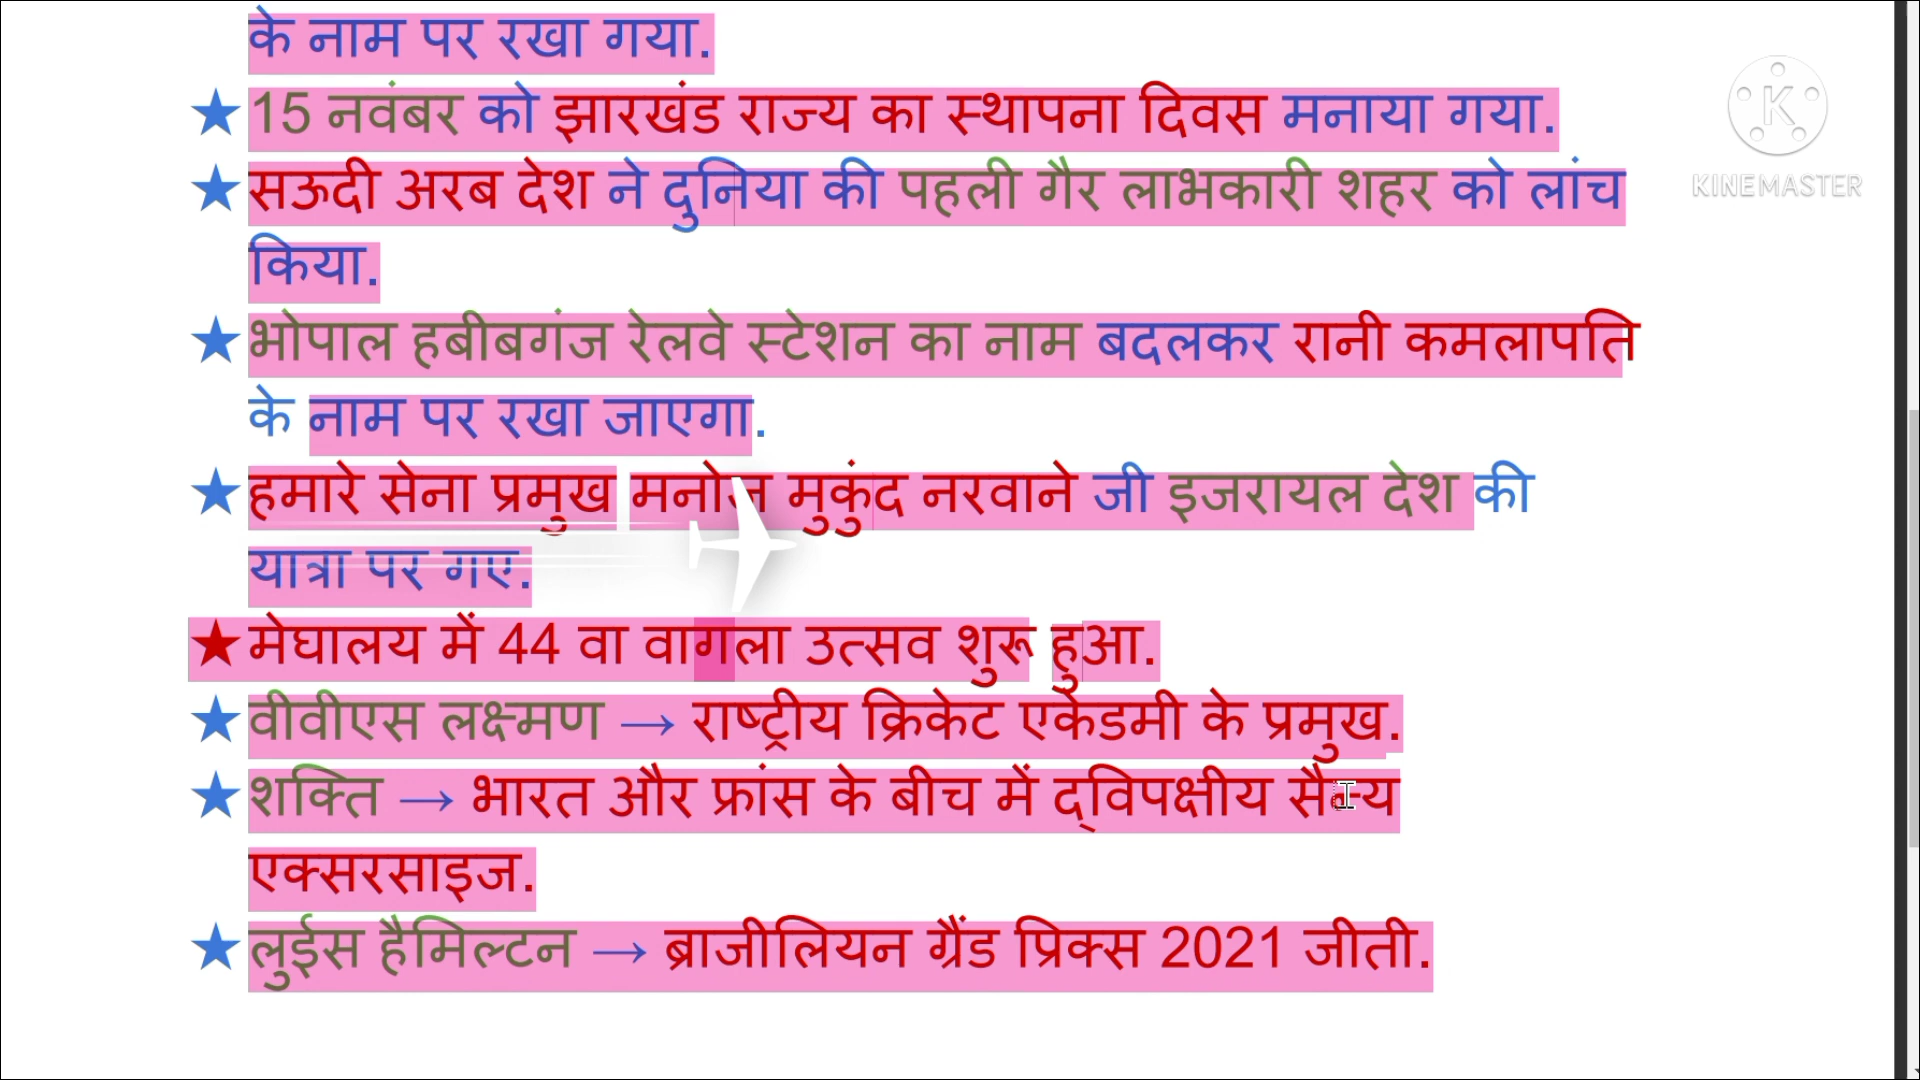 के नाम पर रखा गया.
★ 15 नवंबर को झारखंड राज्य का स्थापना दिवस मनाया गया.
★ सऊदी अरब देश ने दुनिया की पहली गैर लाभकारी शहर को लांच
किया.
★ भोपाल हबीबगंज रेलवे स्टेशन का नाम बदलकर रानी कमलापति
के नाम पर रखा जाएगा.
★ हमारे सेना प्रमुख मनोज मुकुंद नरवाने जी इजरायल देश की
यात्रा पर गए.
★ मेघालय में 44 वा वागला उत्सव शुरू हुआ.
★ वीवीएस लक्ष्मण → राष्ट्रीय क्रिकेट एकेडमी के प्रमुख.
★ शक्ति → भारत और फ्रांस के बीच में द्विपक्षीय सैन्य
एक्सरसाइज.
★ लुईस हैमिल्टन → ब्राजीलियन ग्रैंड प्रिक्स 2021 जीती.
K
KINEMASTER